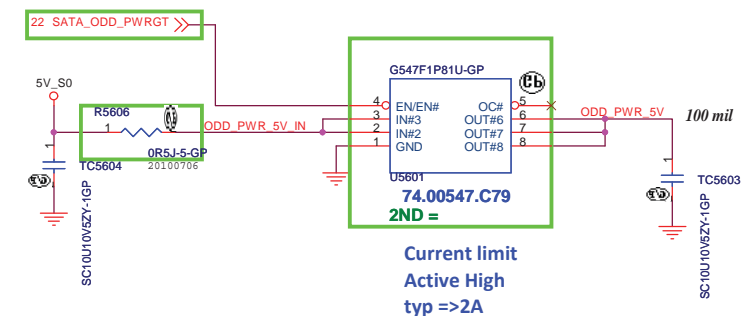 22 SATA_ODD_PWRGT
5V_S0
R5606
1
0R5J-5-GP
20100706
ODD_PWR_5V_IN
1
TC5604
SC10U10V5ZY-1GP
G547F1P81U-GP
4 EN/EN# OC# 5
3 IN#3 OUT#6 6
2 IN#2 OUT#7 7
1 GND OUT#8 8
U5601
74.00547.C79
2ND =
Current limit
Active High
typ =>2A
ODD_PWR_5V
100 mil
1
TC5603
SC10U10V5ZY-1GP